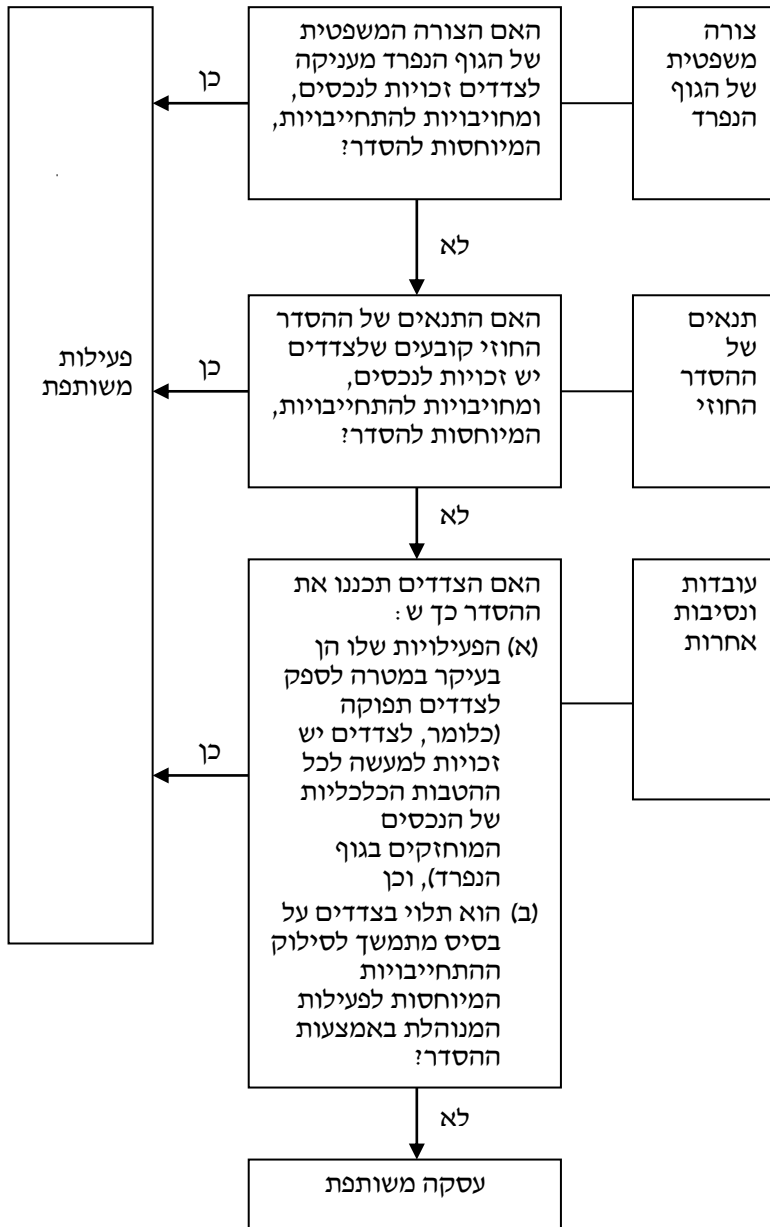 צורה
משפטית
של הגוף
הנפרד
האם הצורה המשפטית
של הגוף הנפרד מעניקה
לצדדים זכויות לנכסים,
ומחויבויות להתחייבויות,
המיוחסות להסדר?
כן
לא
תנאים
של
ההסדר
החוזי
האם התנאים של ההסדר
החוזי קובעים שלצדדים
יש זכויות לנכסים,
ומחויבויות להתחייבויות,
המיוחסות להסדר?
כן
פעילות
משותפת
לא
עובדות
ונסיבות
אחרות
האם הצדדים תכננו את
ההסדר כך ש:
(א) הפעילויות שלו הן
בעיקר במטרה לספק
לצדדים תפוקה
(כלומר, לצדדים יש
זכויות למעשה לכל
ההטבות הכלכליות
של הנכסים
המוחזקים בגוף
הנפרד), וכן
(ב) הוא תלוי בצדדים על
בסיס מתמשך לסילוק
ההתחייבויות
המיוחסות לפעילות
המנוהלת באמצעות
ההסדר?
כן
לא
עסקה משותפת